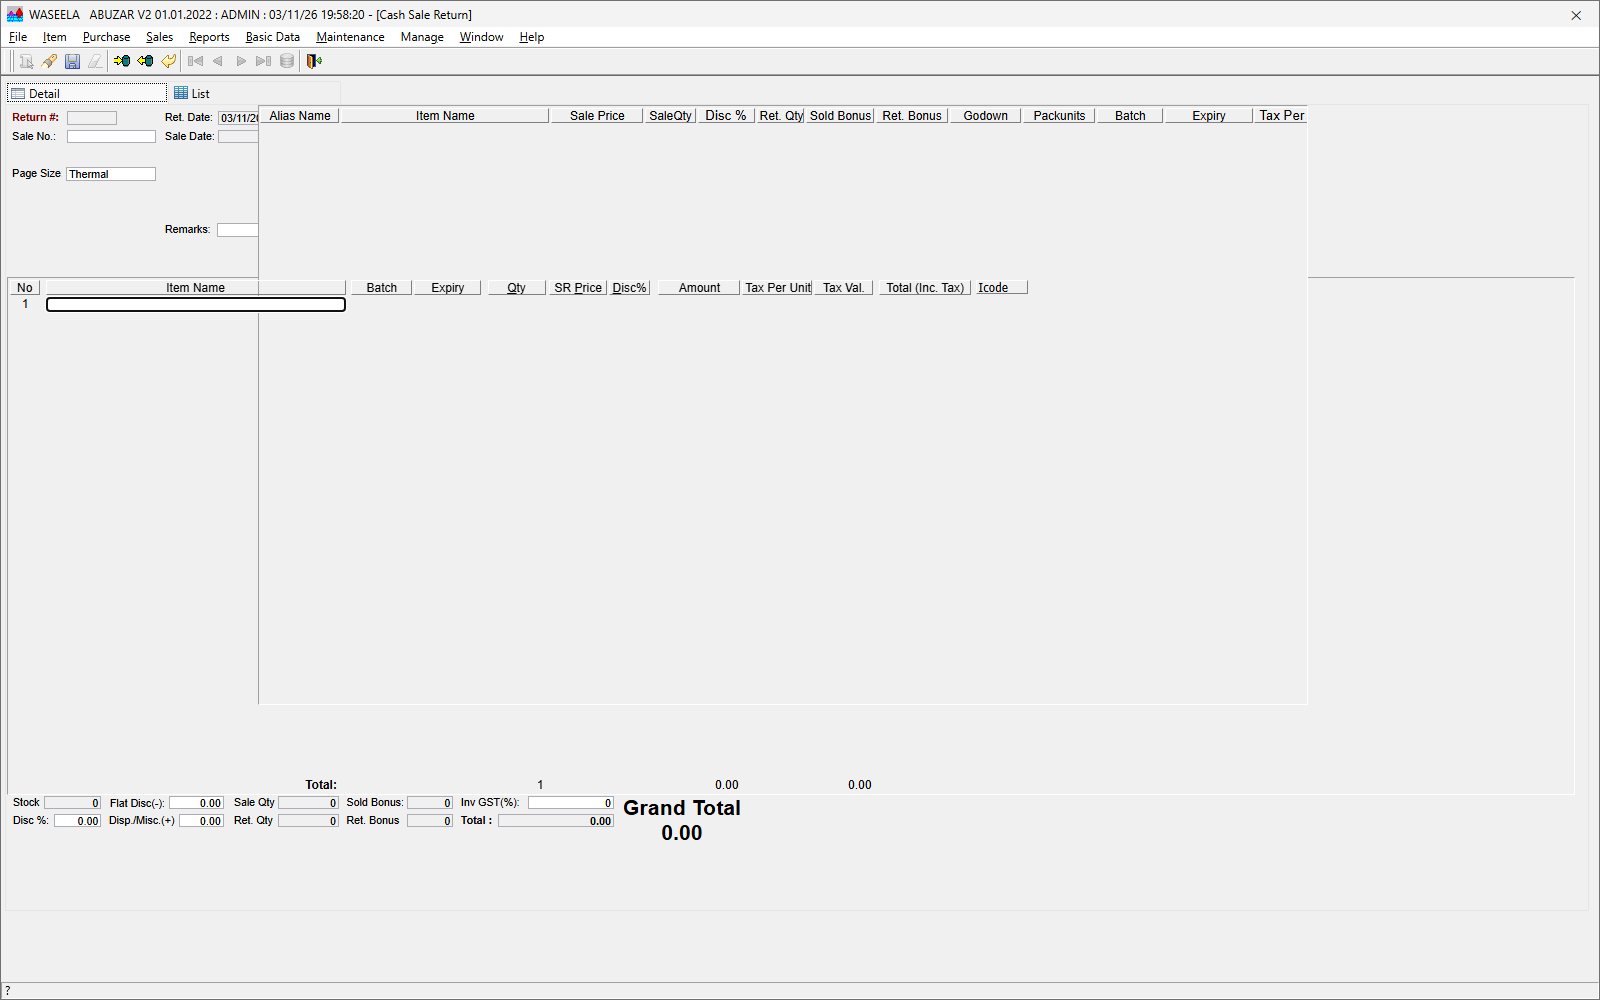 WASEELA   ABUZAR V2 01.01.2022 : ADMIN : 03/11/26 19:58:20 - [Cash Sale Return]
File Item Purchase Sales Reports Basic Data Maintenance Manage Window Help
Detail List
Return #: Ret. Date: 03/11/20
Alias Name Item Name Sale Price SaleQty Disc % Ret. Qty Sold Bonus Ret. Bonus Godown Packunits Batch Expiry Tax Per
Sale No.: Sale Date:
Page Size Thermal
Remarks:
No Item Name Batch Expiry Qty SR Price Disc% Amount Tax Per Unit Tax Val. Total (Inc. Tax) Icode
1
Total: 1 0.00 0.00
Stock 0 Flat Disc(-): 0.00 Sale Qty 0 Sold Bonus: 0 Inv GST(%): 0
Disc %: 0.00 Disp./Misc.(+) 0.00 Ret. Qty 0 Ret. Bonus 0 Total : 0.00
Grand Total
0.00
?